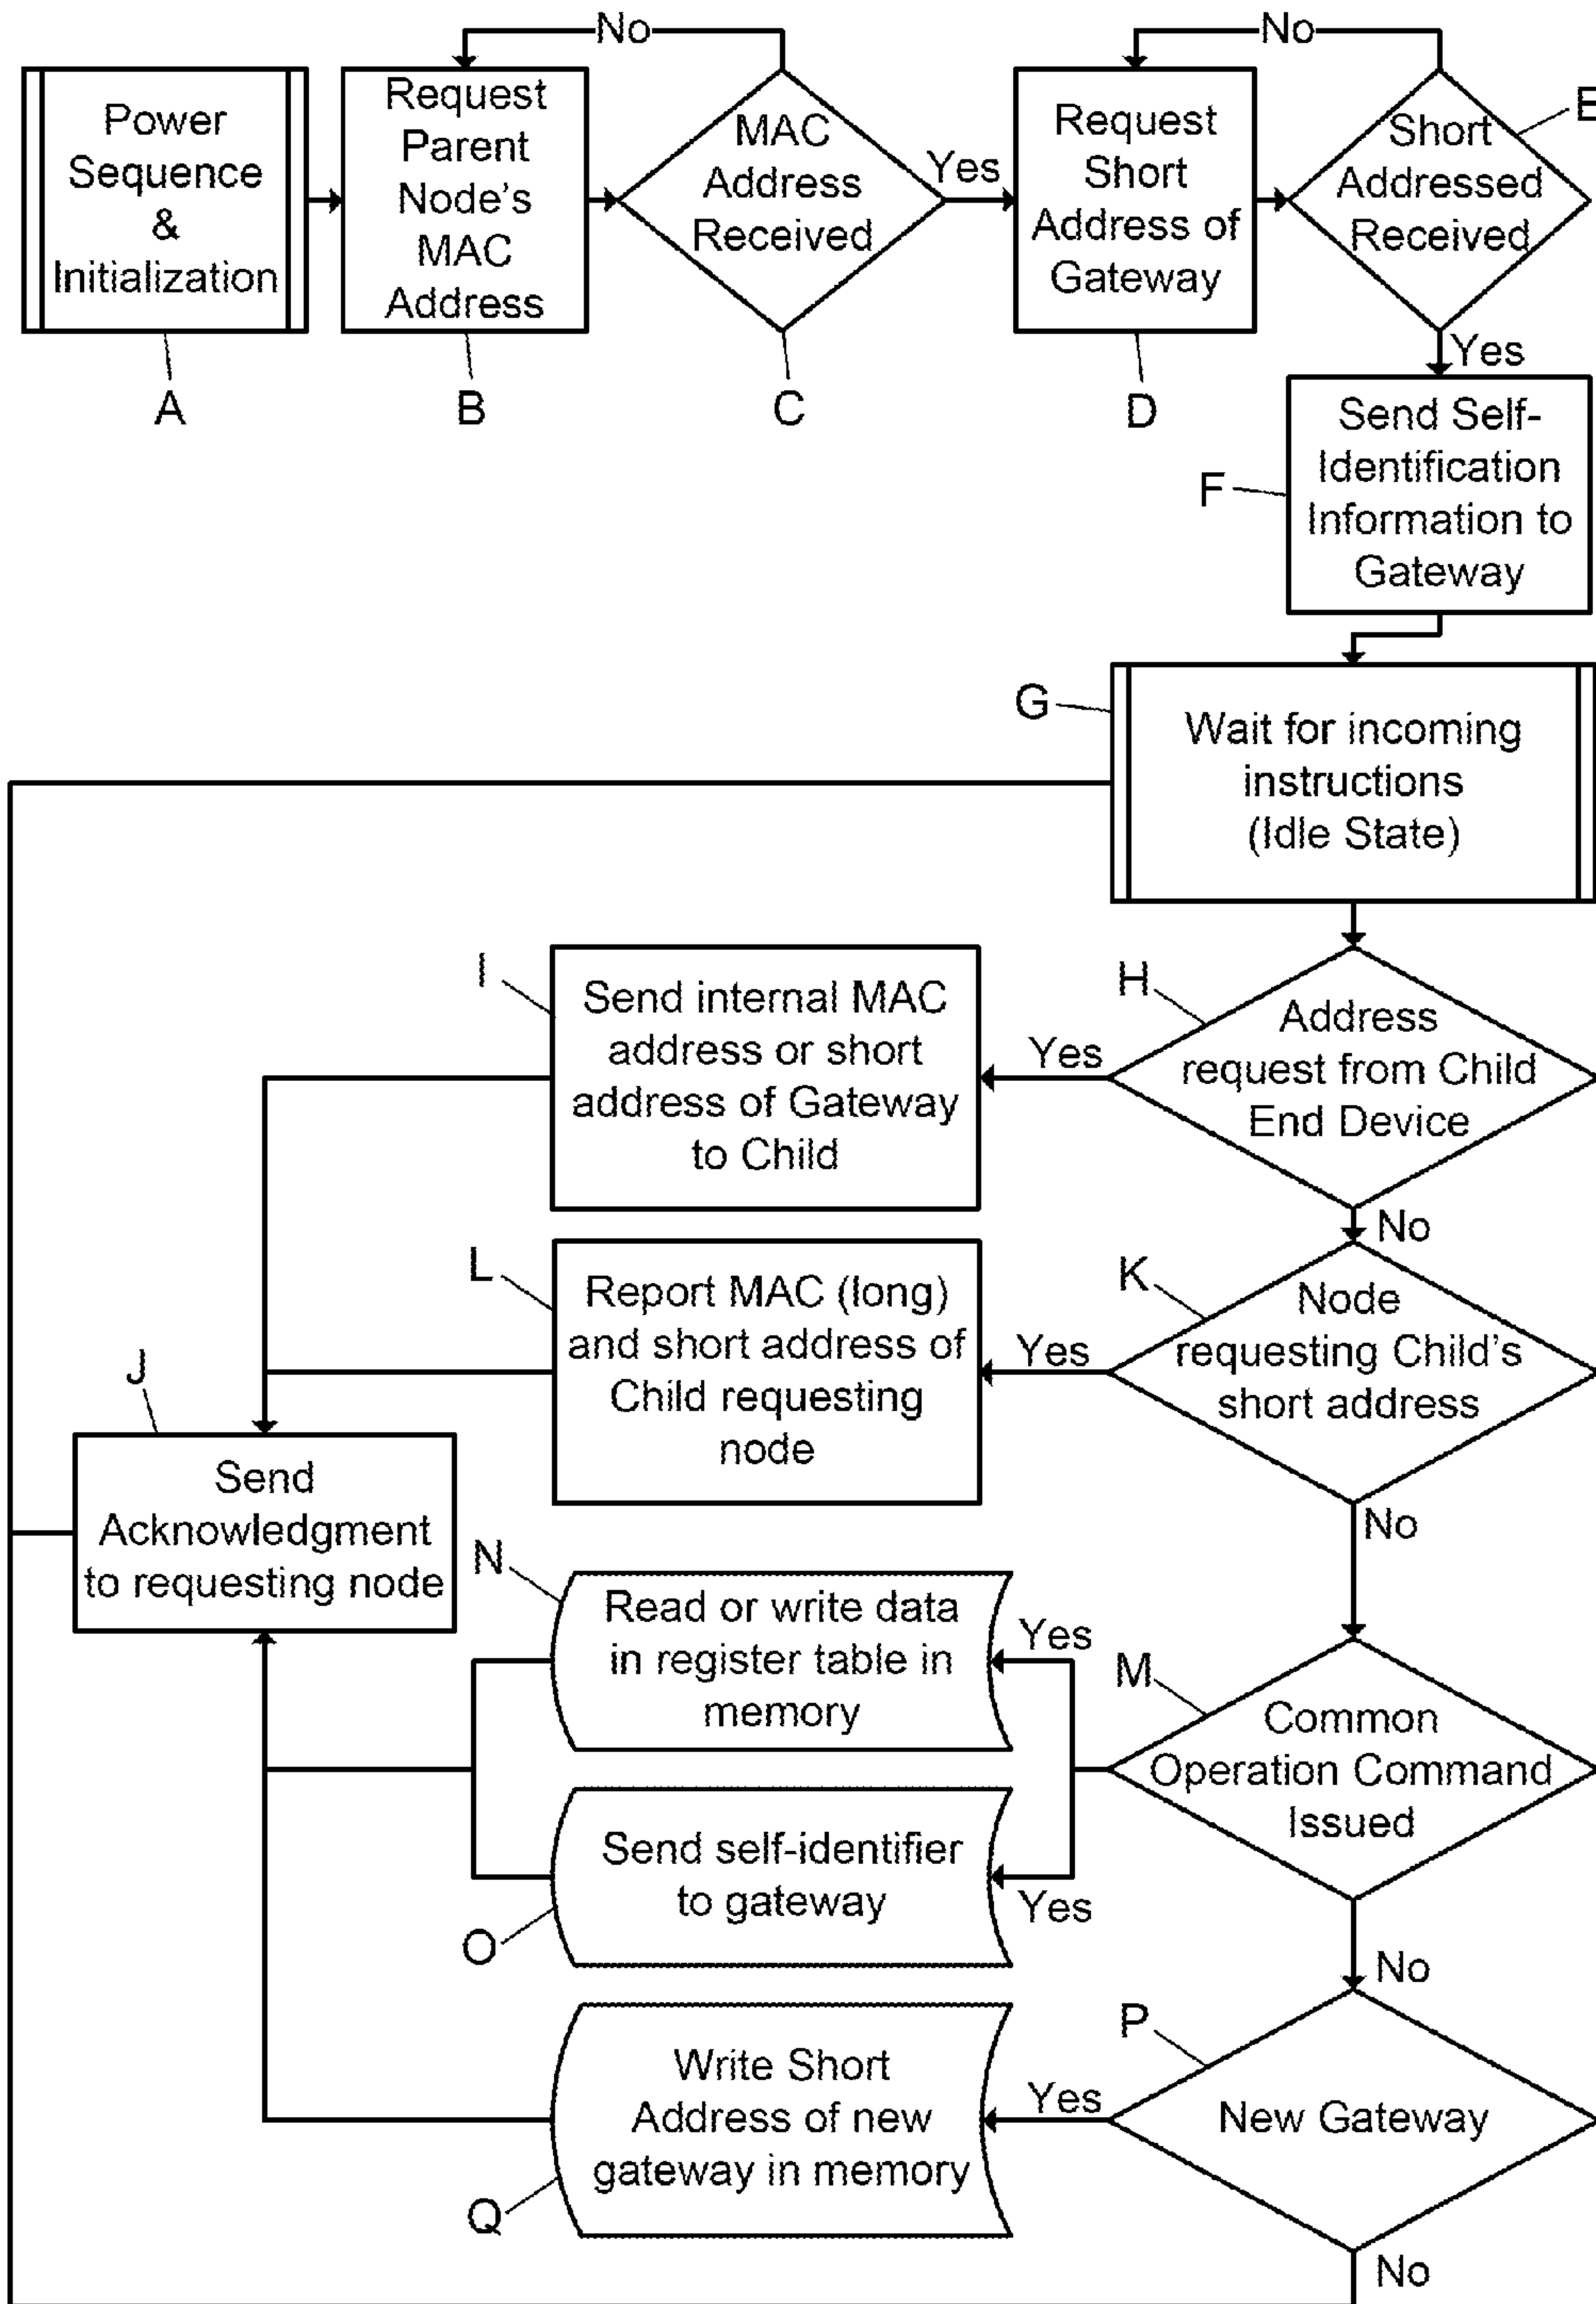 No
No
Power
Sequence
&
Initialization
Request
Parent
Node's
MAC
Address
MAC
Address
Received
Yes
Request
Short
Address of
Gateway
Short
Addressed
Received
E
A
B
C
D
Yes
Send Self-
Identification
Information to
Gateway
F
G
Wait for incoming
instructions
(Idle State)
H
Address
request from Child
End Device
Yes
I
Send internal MAC
address or short
address of Gateway
to Child
No
K
Node
requesting Child's
short address
Yes
L
Report MAC (long)
and short address of
Child requesting
node
J
Send
Acknowledgment
to requesting node
No
M
Common
Operation Command
Issued
Yes
N
Read or write data
in register table in
memory
Yes
O
Send self-identifier
to gateway
No
P
New Gateway
Yes
Q
Write Short
Address of new
gateway in memory
No